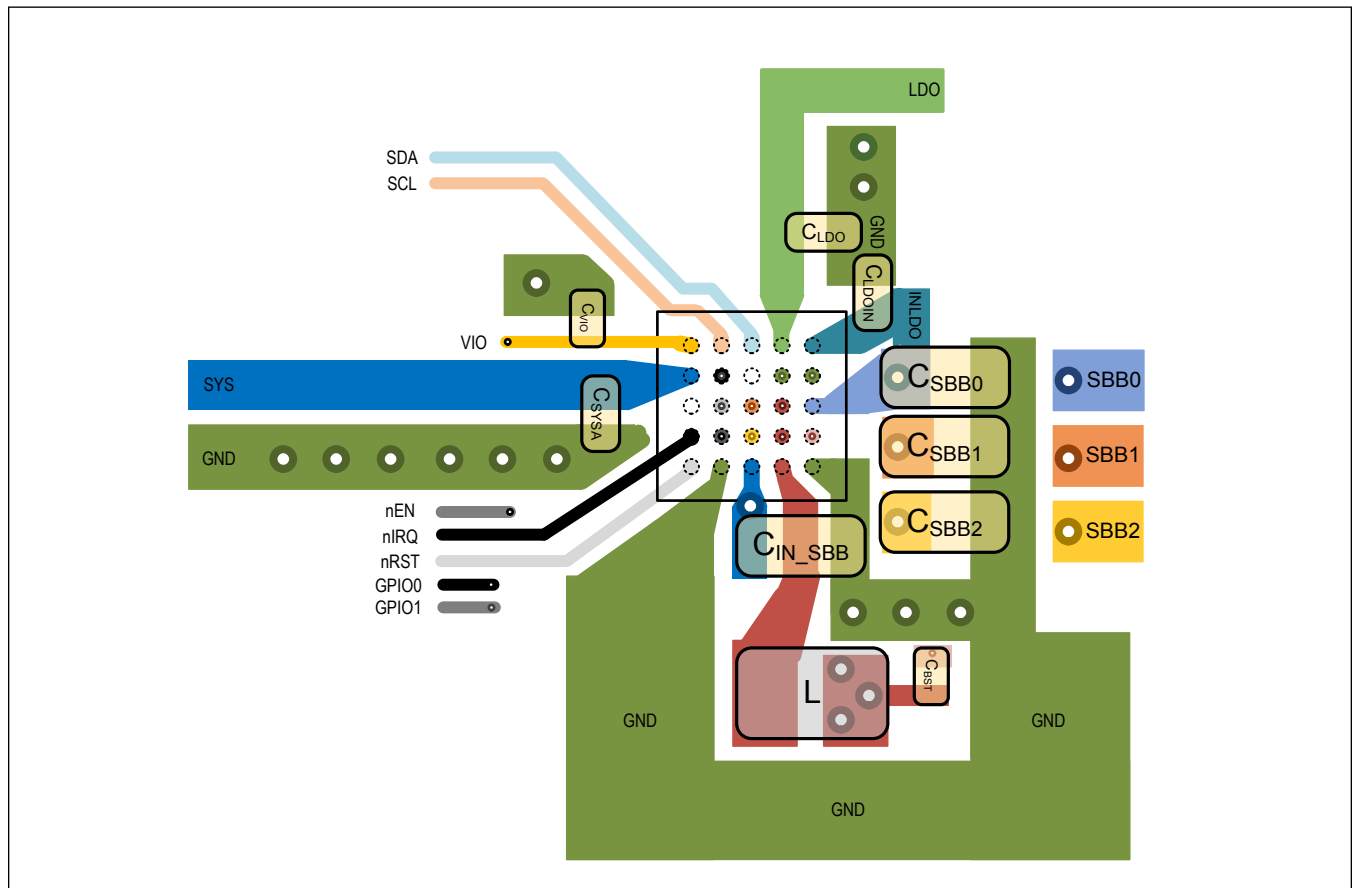 LDO
SDA
SCL
CLDO
GND
CLDOIN
INLDO
CVIO
VIO
SYS
CSYSA
CSBB0
SBB0
GND
CSBB1
SBB1
nEN
nIRQ
nRST
GPIO0
GPIO1
CIN_SBB
CSBB2
SBB2
L
CBST
GND
GND
GND